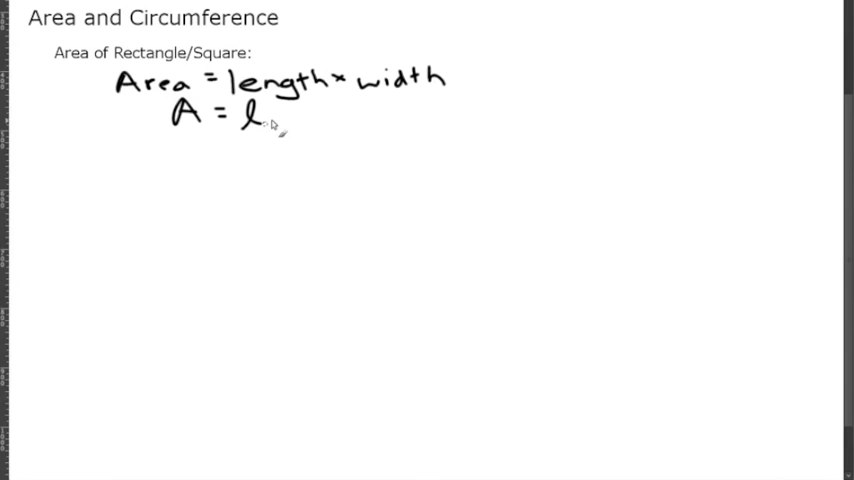 Area and Circumference
Area of Rectangle/Square:
Area = length × width
A = l